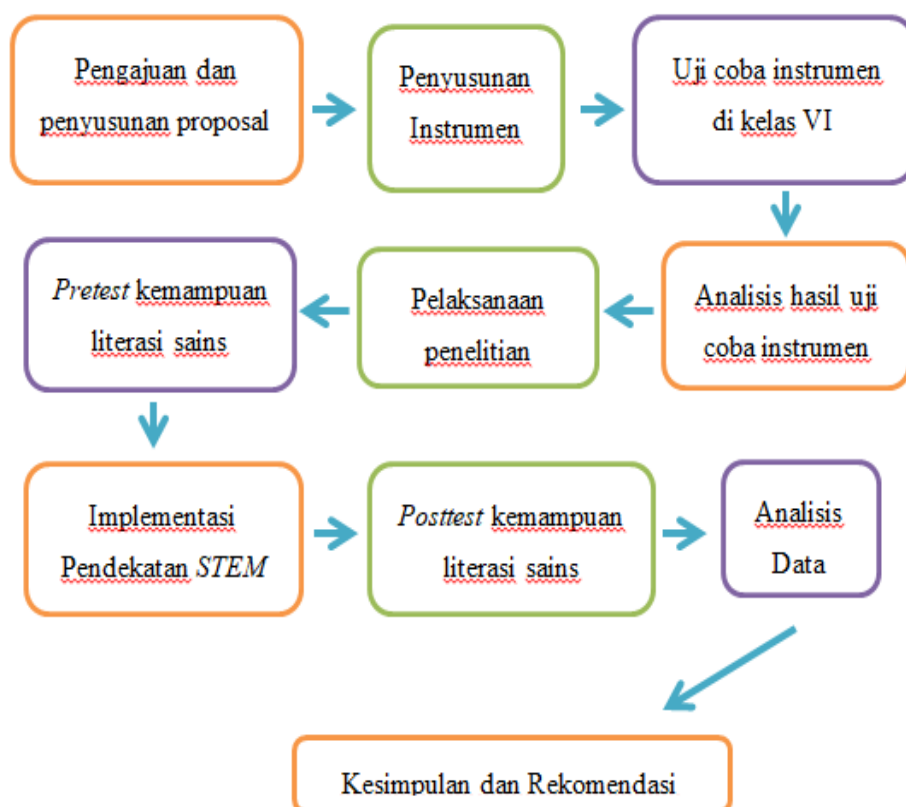 Pengajuan dan
penyusunan proposal
Penyusunan
Instrumen
Uji coba instrumen
di kelas VI
Analisis hasil uji
coba instrumen
Pelaksanaan
penelitian
Pretest kemampuan
literasi sains
Implementasi
Pendekatan STEM
Posttest kemampuan
literasi sains
Analisis
Data
Kesimpulan dan Rekomendasi